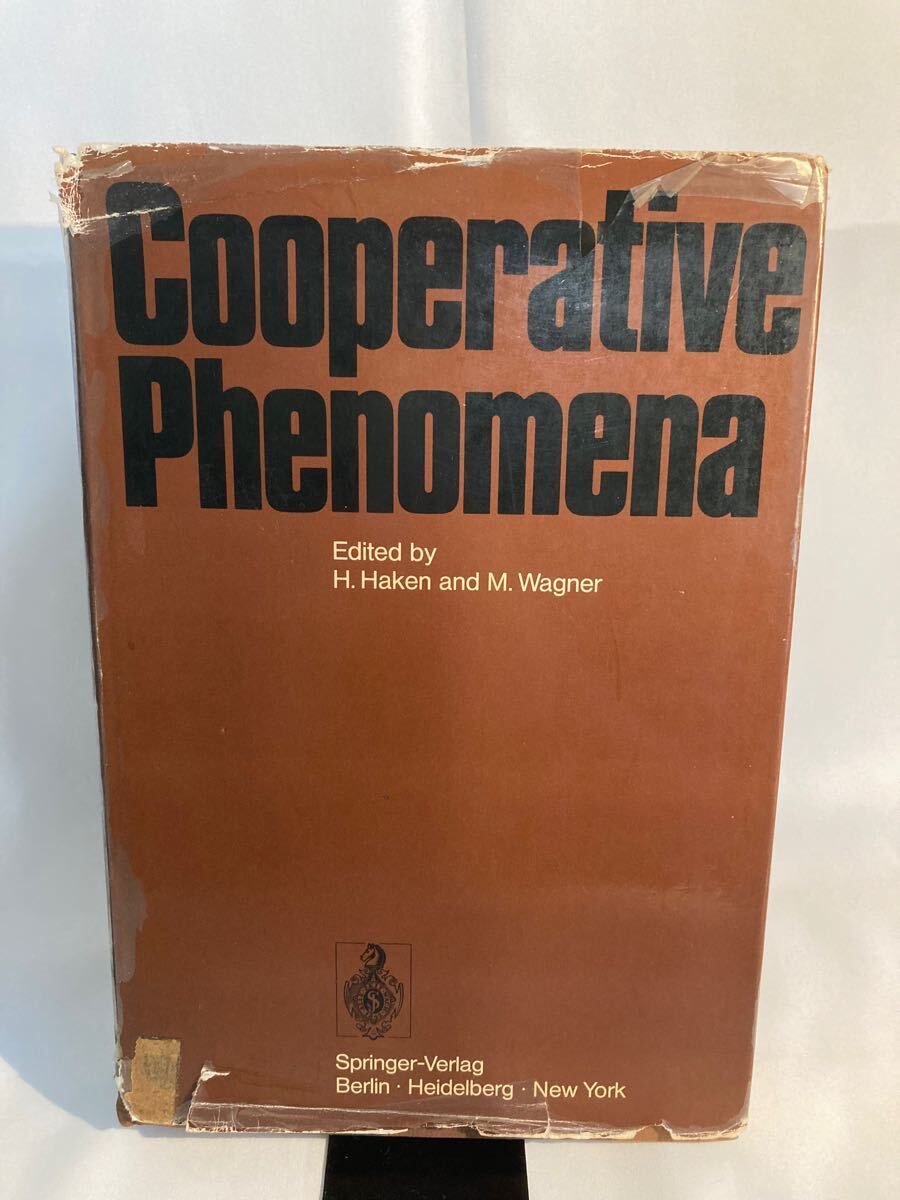 Cooperative
Phenomena
Edited by
H. Haken and M. Wagner
Springer-Verlag
Berlin · Heidelberg · New York